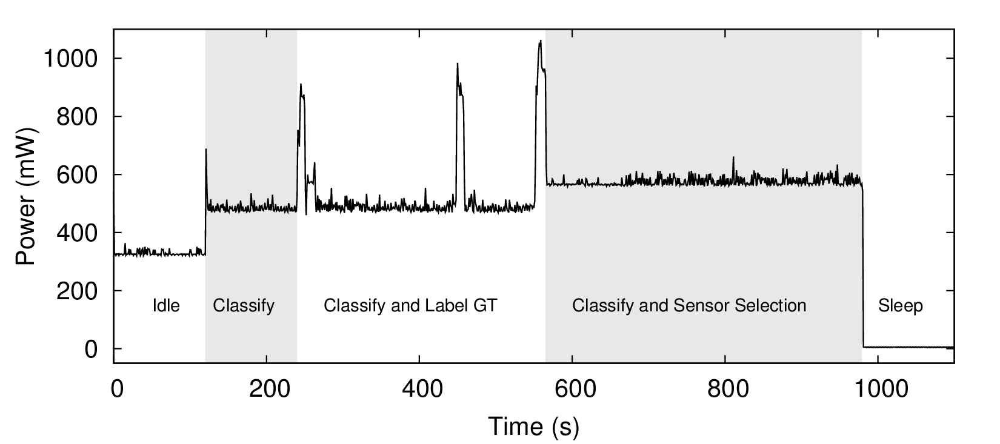 1000
800
600
400
200
0
Power (mW)
Idle
Classify
Classify and Label GT
Classify and Sensor Selection
Sleep
0 200 400 600 800 1000
Time (s)